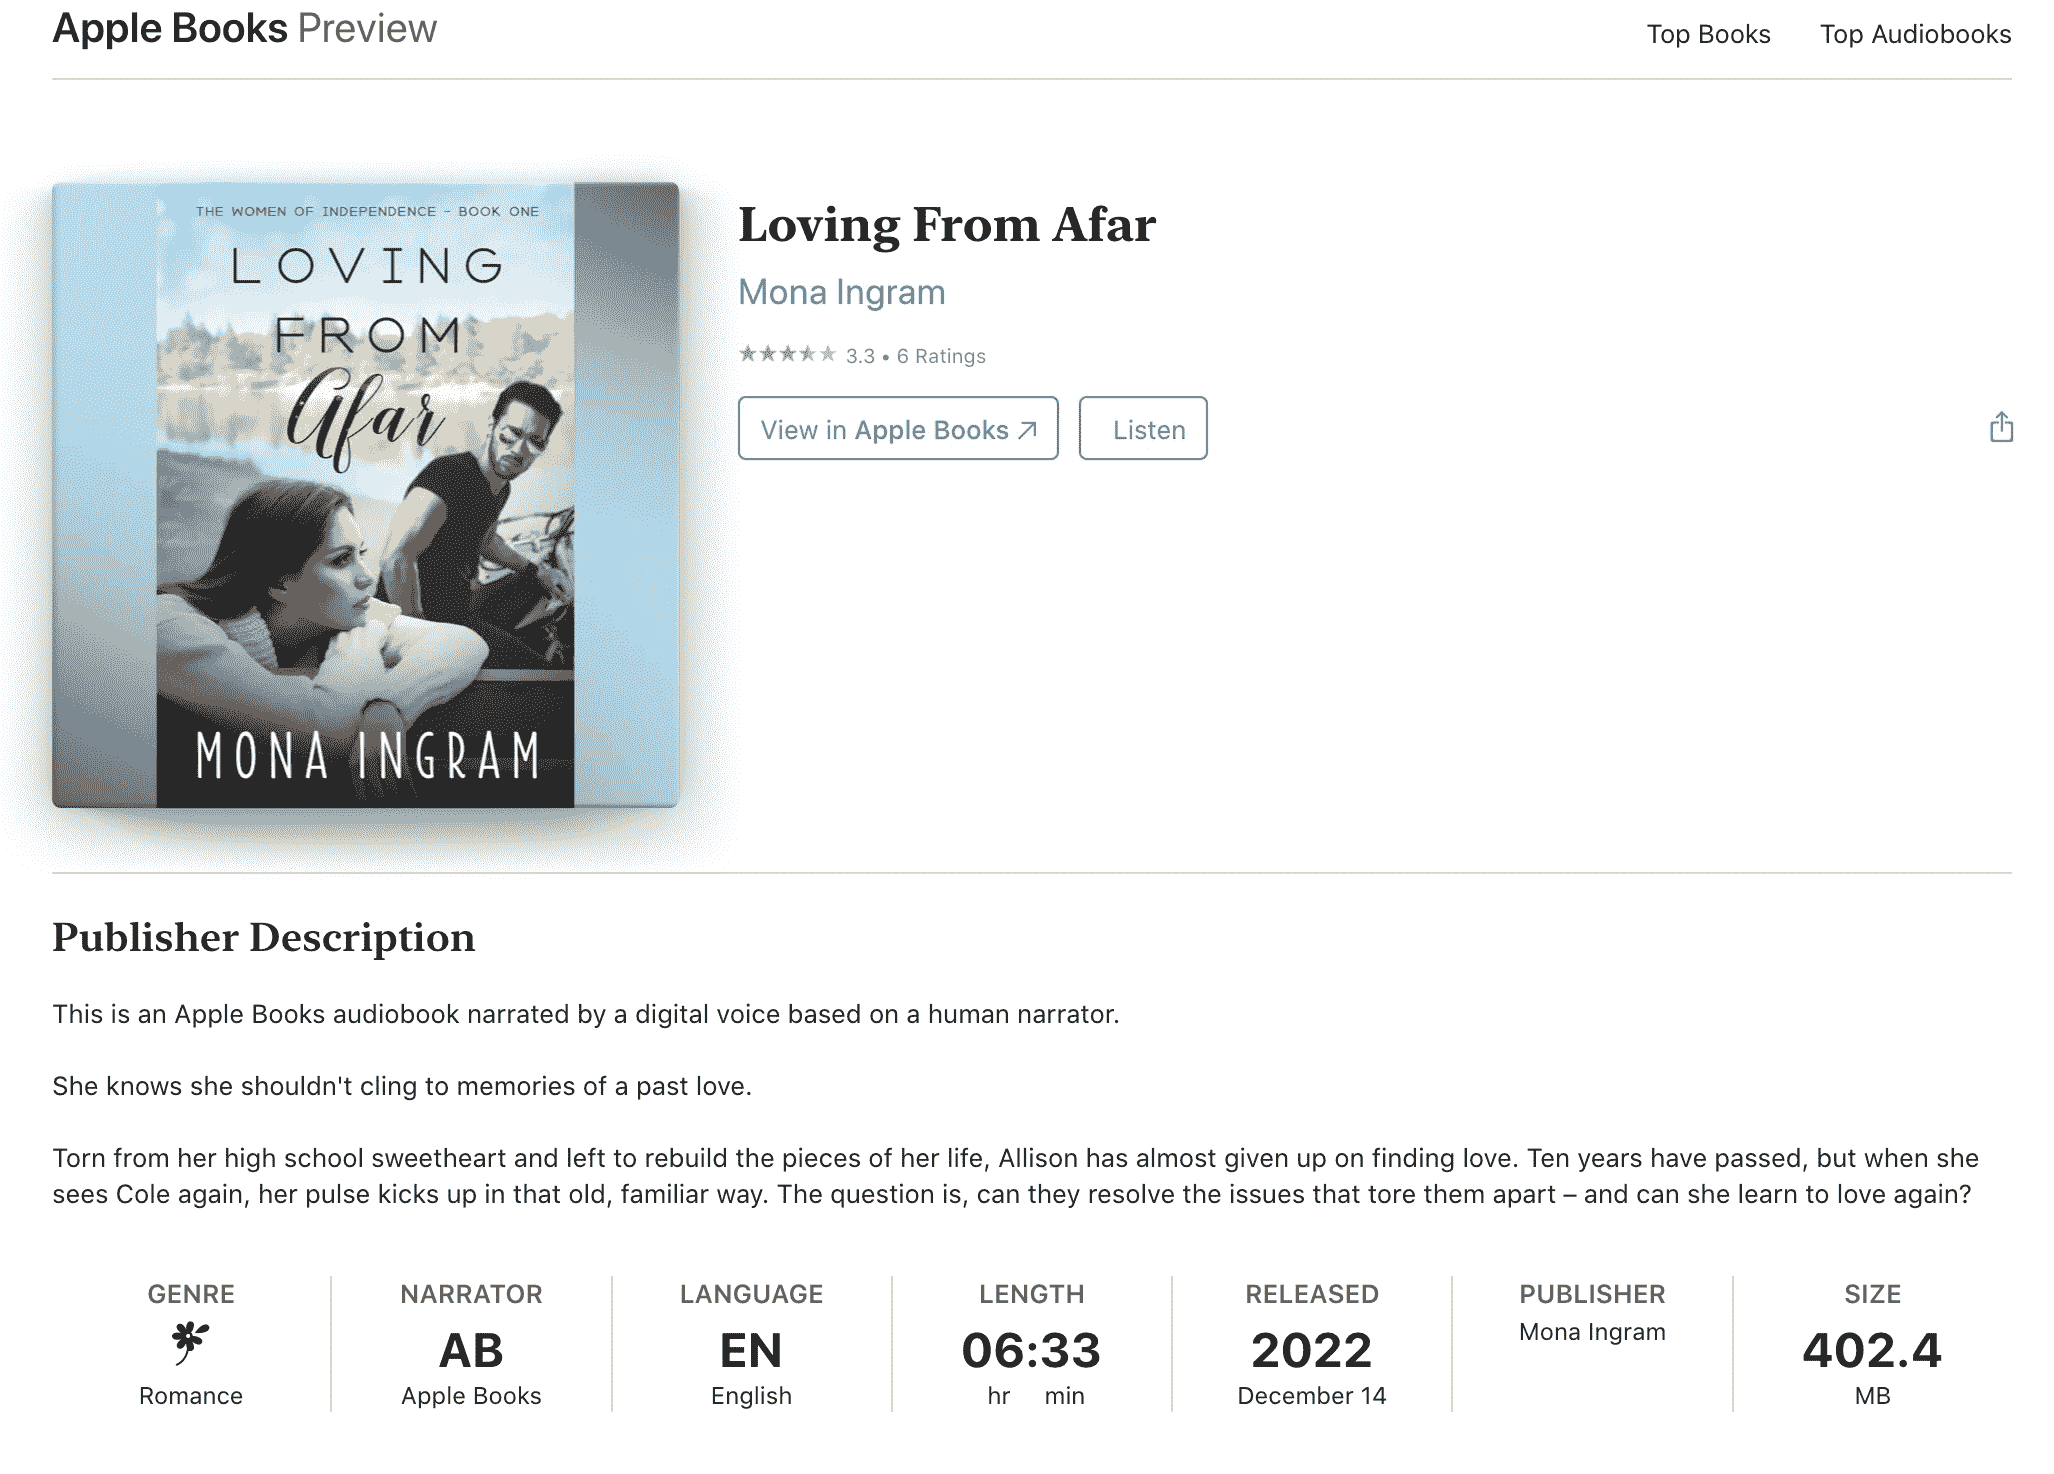 Apple Books Preview
Top Books
Top Audiobooks
THE WOMEN OF INDEPENDENCE - BOOK ONE
LOVING
FROM
Afar
MONA INGRAM
Loving From Afar
Mona Ingram
3.3 • 6 Ratings
View in Apple Books ↗
Listen
Publisher Description
This is an Apple Books audiobook narrated by a digital voice based on a human narrator.
She knows she shouldn't cling to memories of a past love.
Torn from her high school sweetheart and left to rebuild the pieces of her life, Allison has almost given up on finding love. Ten years have passed, but when she
sees Cole again, her pulse kicks up in that old, familiar way. The question is, can they resolve the issues that tore them apart – and can she learn to love again?
GENRE
Romance
NARRATOR
AB
Apple Books
LANGUAGE
EN
English
LENGTH
06:33
hr min
RELEASED
2022
December 14
PUBLISHER
Mona Ingram
SIZE
402.4
MB